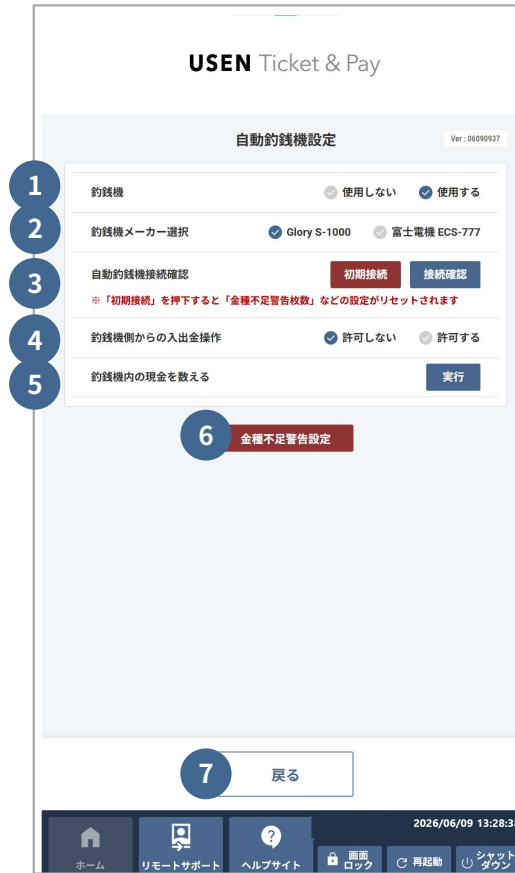 USEN Ticket & Pay
自動釣銭機設定
Ver : 06090937
1
釣銭機
使用しない
使用する
2
釣銭機メーカー選択
Glory S-1000
富士電機 ECS-777
3
自動釣銭機接続確認
初期接続
接続確認
※「初期接続」を押下すると「金種不足警告枚数」などの設定がリセットされます
4
釣銭機側からの入出金操作
許可しない
許可する
5
釣銭機内の現金を数える
実行
6
金種不足警告設定
7
戻る
2026/06/09 13:28:38
ホーム
リモートサポート
ヘルプサイト
画面
ロック
再起動
シャット
ダウン